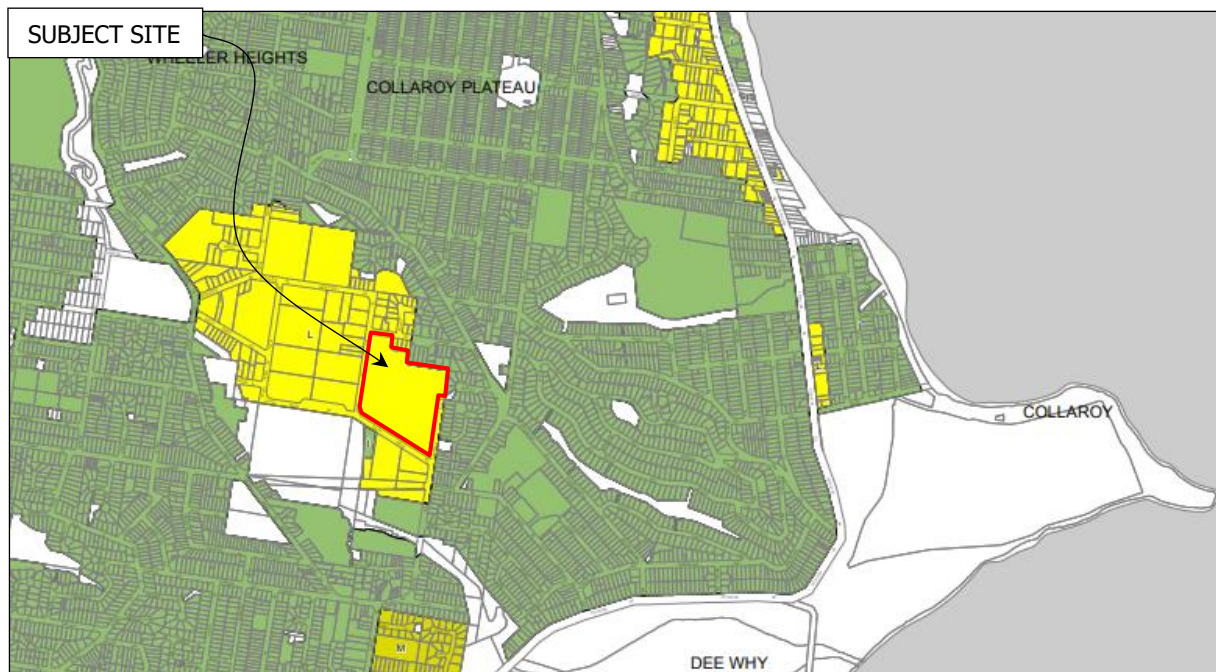 SUBJECT SITE
WHEELER HEIGHTS
COLLAROY PLATEAU
L
COLLAROY
M
DEE WHY